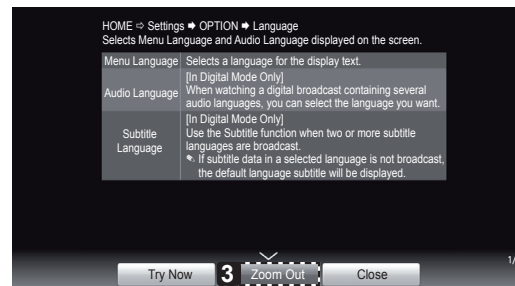 HOME ⇨ Settings ➡ OPTION ➡ Language
Selects Menu Language and Audio Language displayed on the screen.
Menu Language Selects a language for the display text.
Audio Language
[In Digital Mode Only]
When watching a digital broadcast containing several
audio languages, you can select the language you want.
Subtitle
Language
[In Digital Mode Only]
Use the Subtitle function when two or more subtitle
languages are broadcast.
✎ If subtitle data in a selected language is not broadcast,
the default language subtitle will be displayed.
1/
Try Now 3 Zoom Out Close